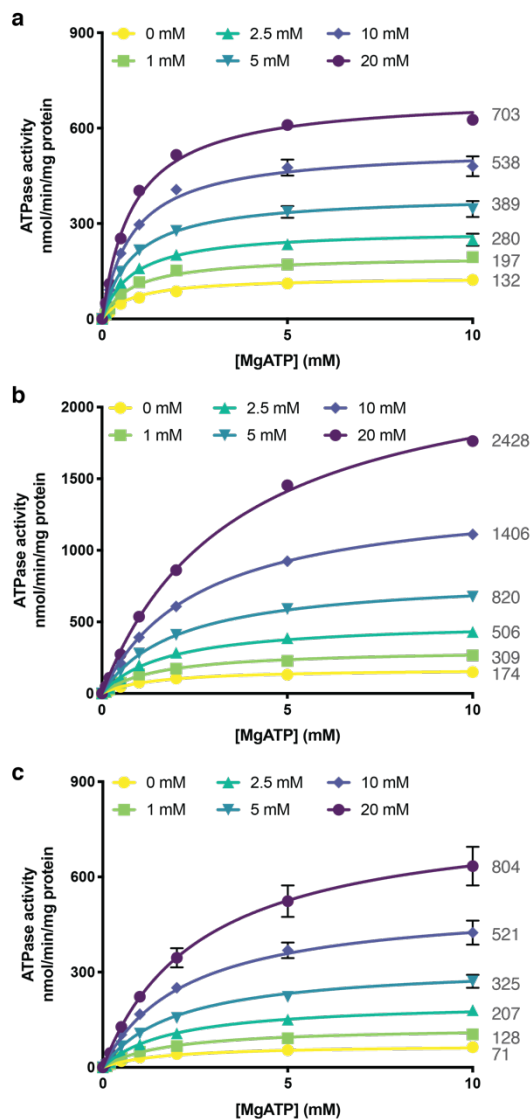 a
0 mM 2.5 mM 10 mM
1 mM 5 mM 20 mM
ATPase activity
nmol/min/mg protein
900
600
300
0
0 5 10
[MgATP] (mM)
703
538
389
280
197
132
b
0 mM 2.5 mM 10 mM
1 mM 5 mM 20 mM
ATPase activity
nmol/min/mg protein
2000
1500
1000
500
0
0 5 10
[MgATP] (mM)
2428
1406
820
506
309
174
c
0 mM 2.5 mM 10 mM
1 mM 5 mM 20 mM
ATPase activity
nmol/min/mg protein
900
600
300
0
0 5 10
[MgATP] (mM)
804
521
325
207
128
71